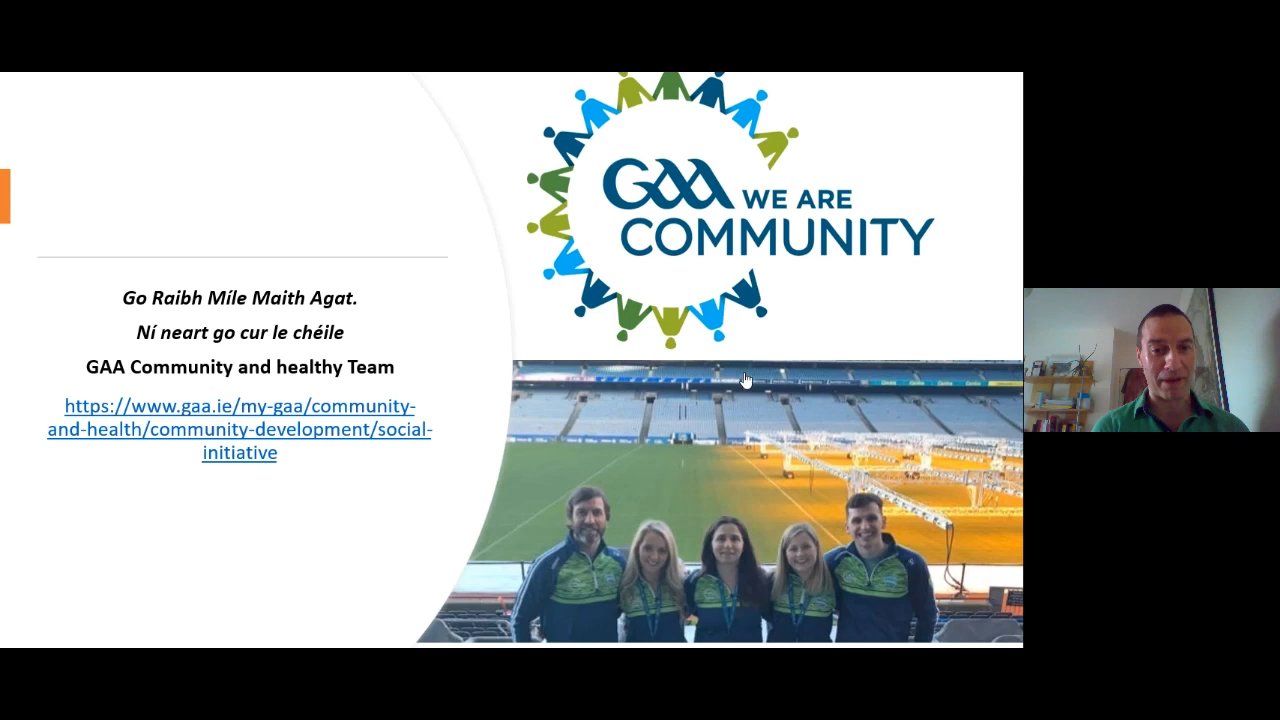 Go Raibh Míle Maith Agat.
Ní neart go cur le chéile
GAA Community and healthy Team
https://www.gaa.ie/my-gaa/community-
and-health/community-development/social-
initiative
GAA WE ARE
COMMUNITY